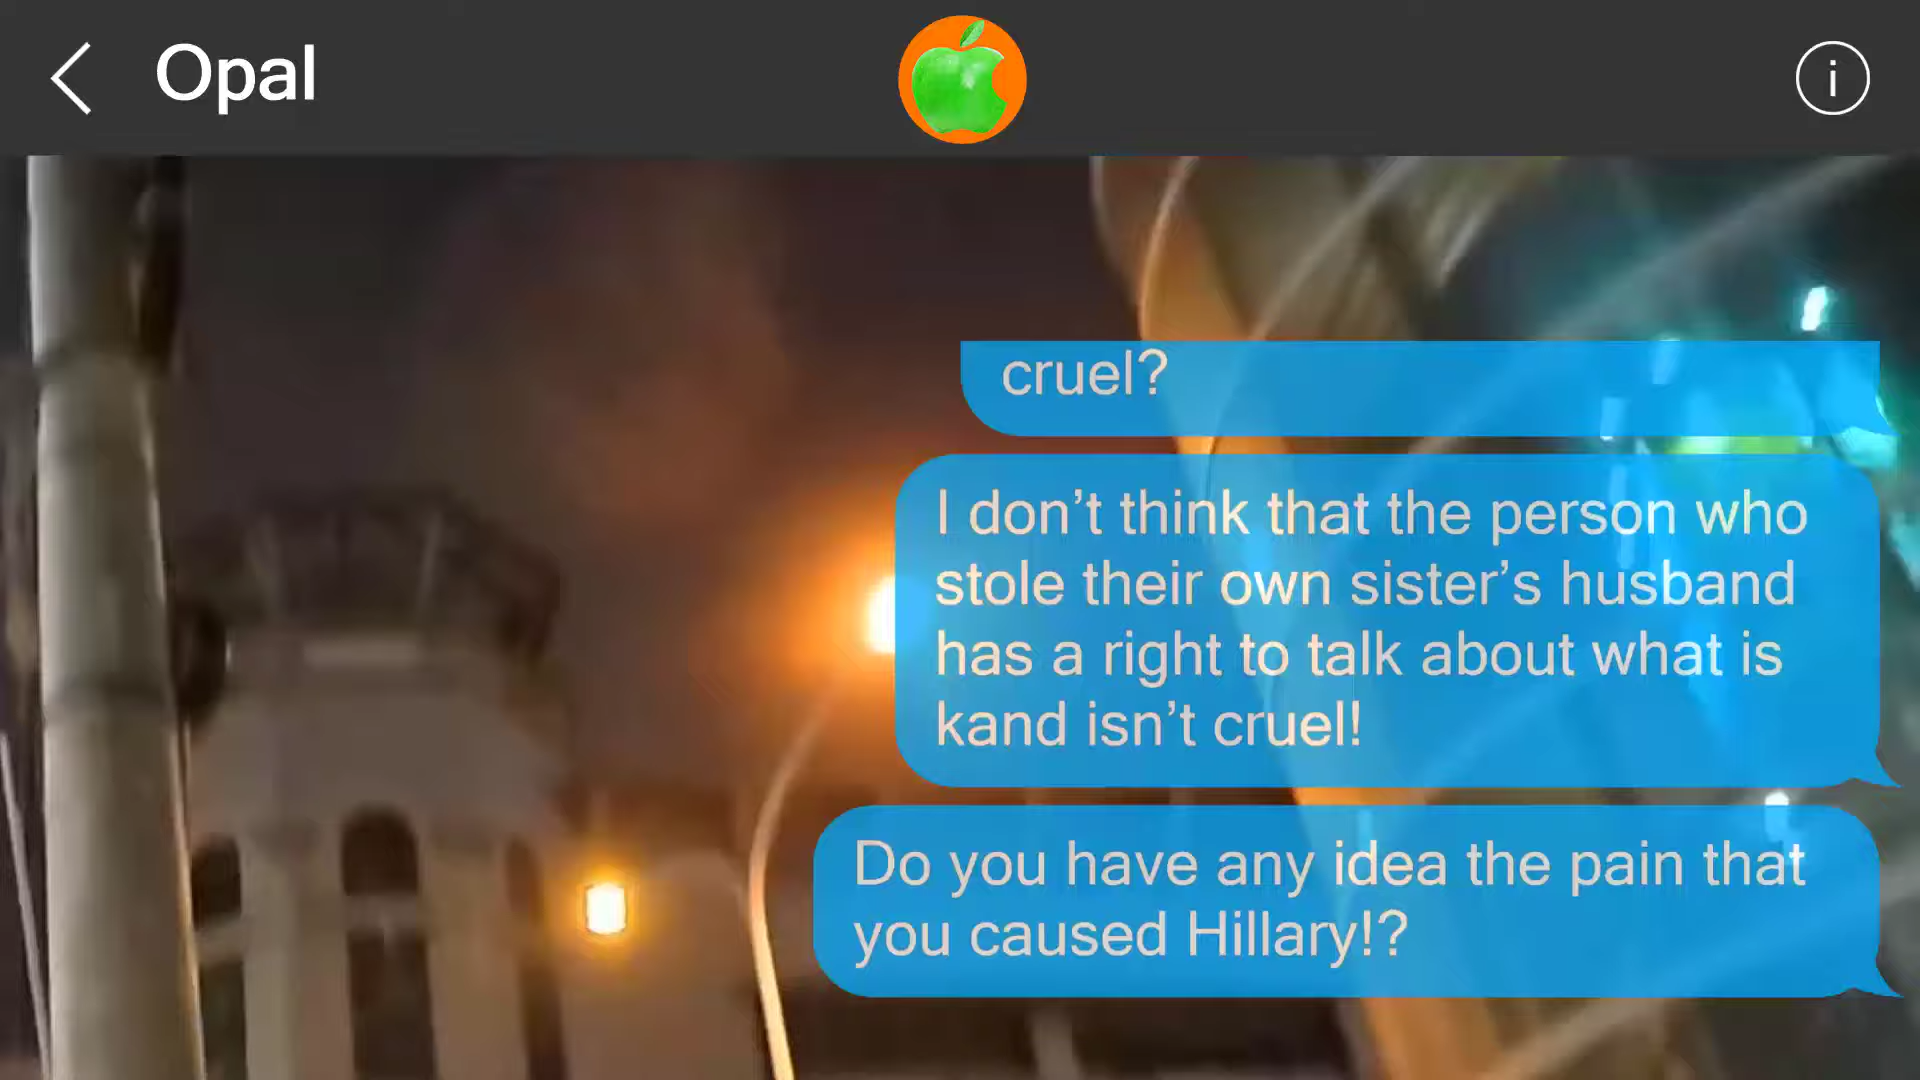 Opal
i
cruel?
I don’t think that the person who
stole their own sister’s husband
has a right to talk about what is
kand isn’t cruel!
Do you have any idea the pain that
you caused Hillary!?